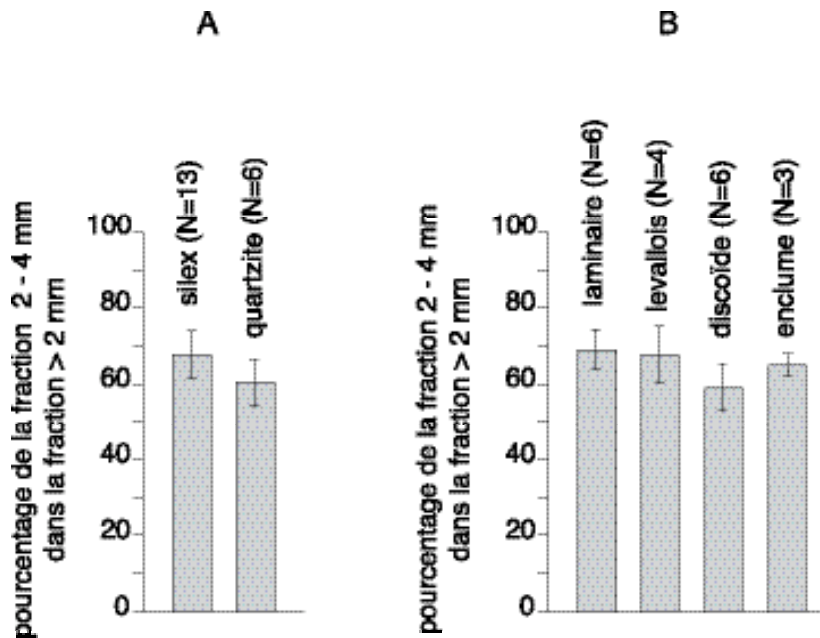 A
pourcentage de la fraction 2 - 4 mm
dans la fraction > 2 mm
100
80
60
40
20
0
silex (N=13)
quartzite (N=6)
B
pourcentage de la fraction 2 - 4 mm
dans la fraction > 2 mm
100
80
60
40
20
0
laminaire (N=6)
levallois (N=4)
discoïde (N=6)
enclume (N=3)